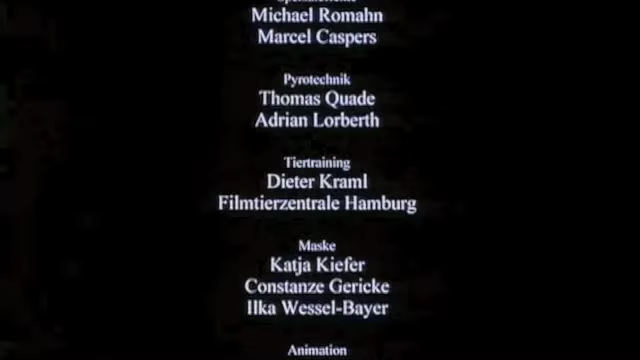 Michael Romahn
Marcel Caspers
Pyrotechnik
Thomas Quade
Adrian Lorberth
Tiertraining
Dieter Kraml
Filmtierzentrale Hamburg
Maske
Katja Kiefer
Constanze Gericke
Ilka Wessel-Bayer
Animation